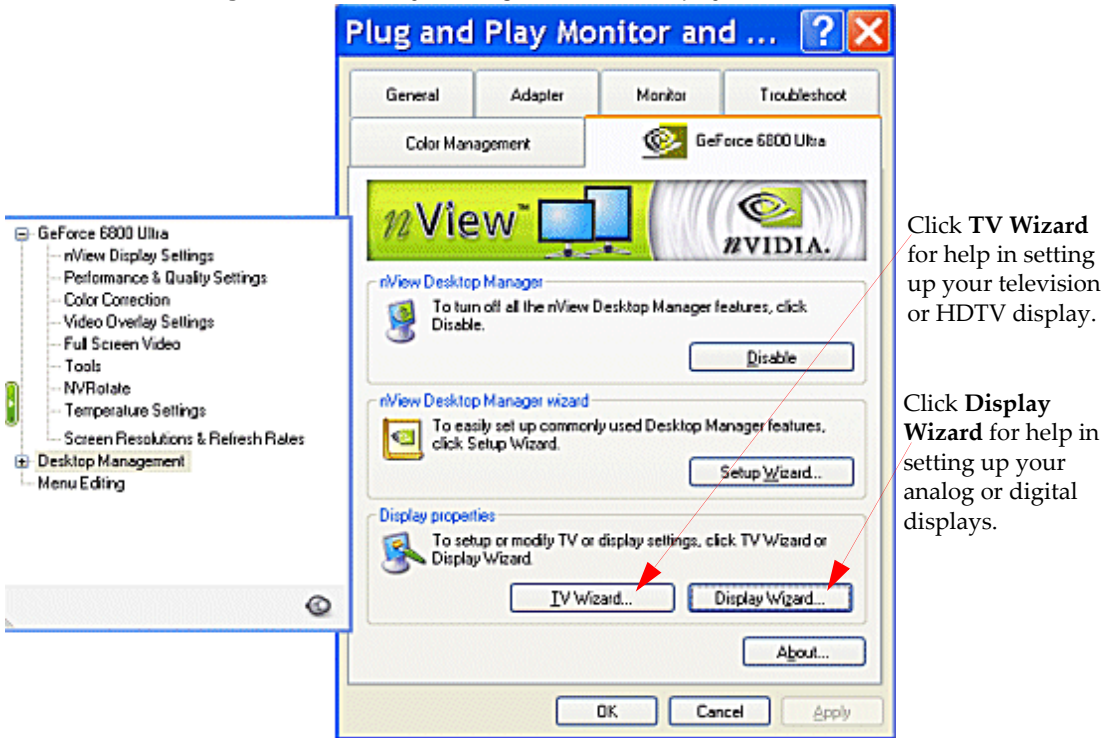 Plug and Play Monitor and ...
General
Adapter
Monitor
Troubleshoot
Color Management
GeForce 6800 Ultra
nView™
NVIDIA.
GeForce 6800 Ultra
nView Display Settings
Performance & Quality Settings
Color Correction
Video Overlay Settings
Full Screen Video
Tools
NVRotate
Temperature Settings
Screen Resolutions & Refresh Rates
Desktop Management
Menu Editing
nView Desktop Manager
To turn off all the nView Desktop Manager features, click
Disable.
Disable
nView Desktop Manager wizard
To easily set up commonly used Desktop Manager features,
click Setup Wizard.
Setup Wizard...
Display properties
To setup or modify TV or display settings, click TV Wizard or
Display Wizard.
TV Wizard...
Display Wizard...
About...
OK
Cancel
Apply
Click TV Wizard
for help in setting
up your television
or HDTV display.
Click Display
Wizard for help in
setting up your
analog or digital
displays.